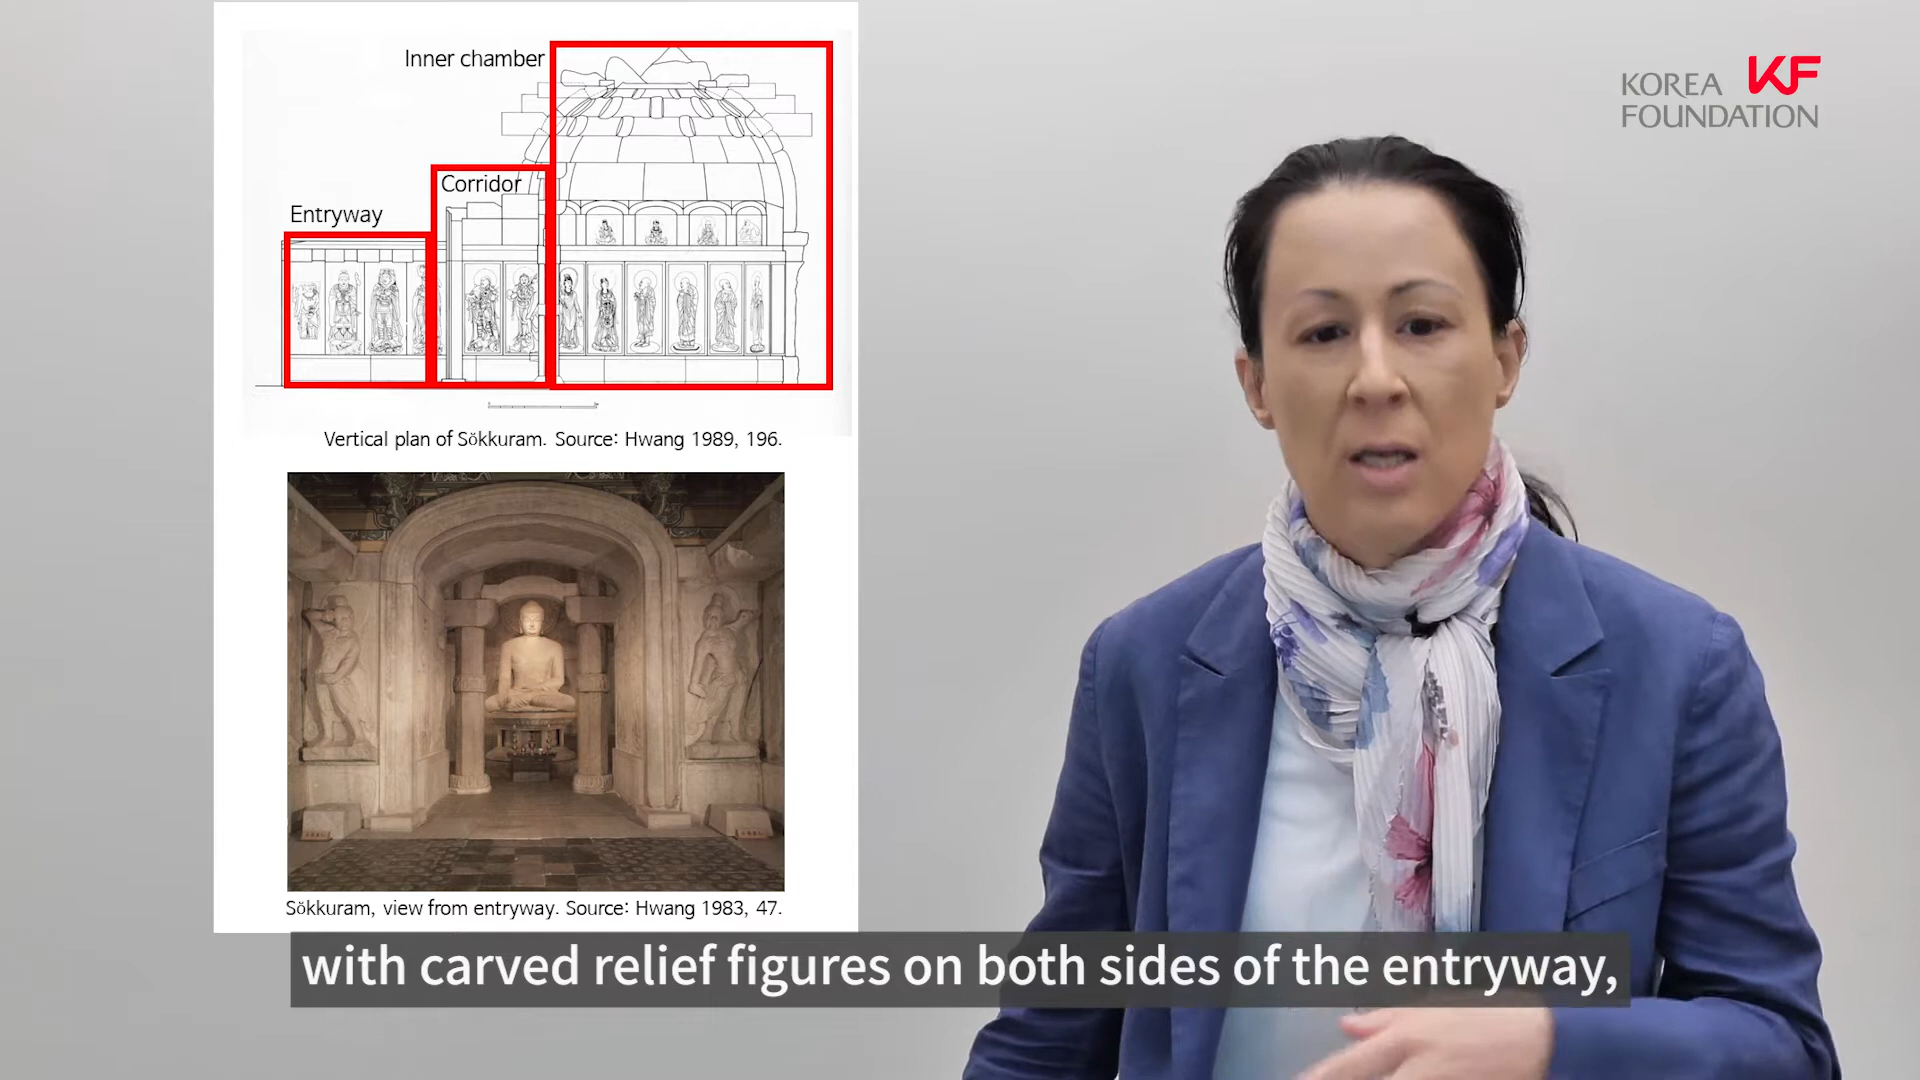 Inner chamber
Corridor
Entryway
Vertical plan of Sŏkkuram. Source: Hwang 1989, 196.
Sŏkkuram, view from entryway. Source: Hwang 1983, 47.
KOREA KF
FOUNDATION
with carved relief figures on both sides of the entryway,